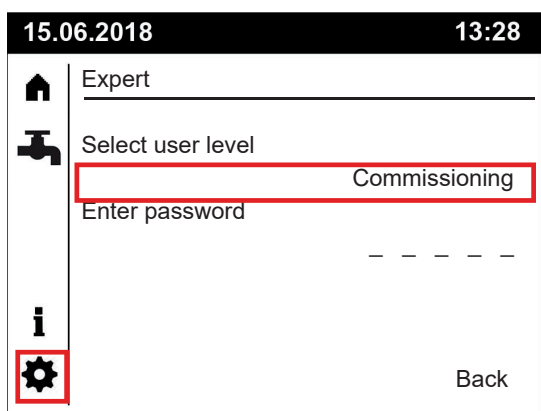 15.06.2018 13:28
Expert
Select user level
Commissioning
Enter password
_ _ _ _ _
i
Back